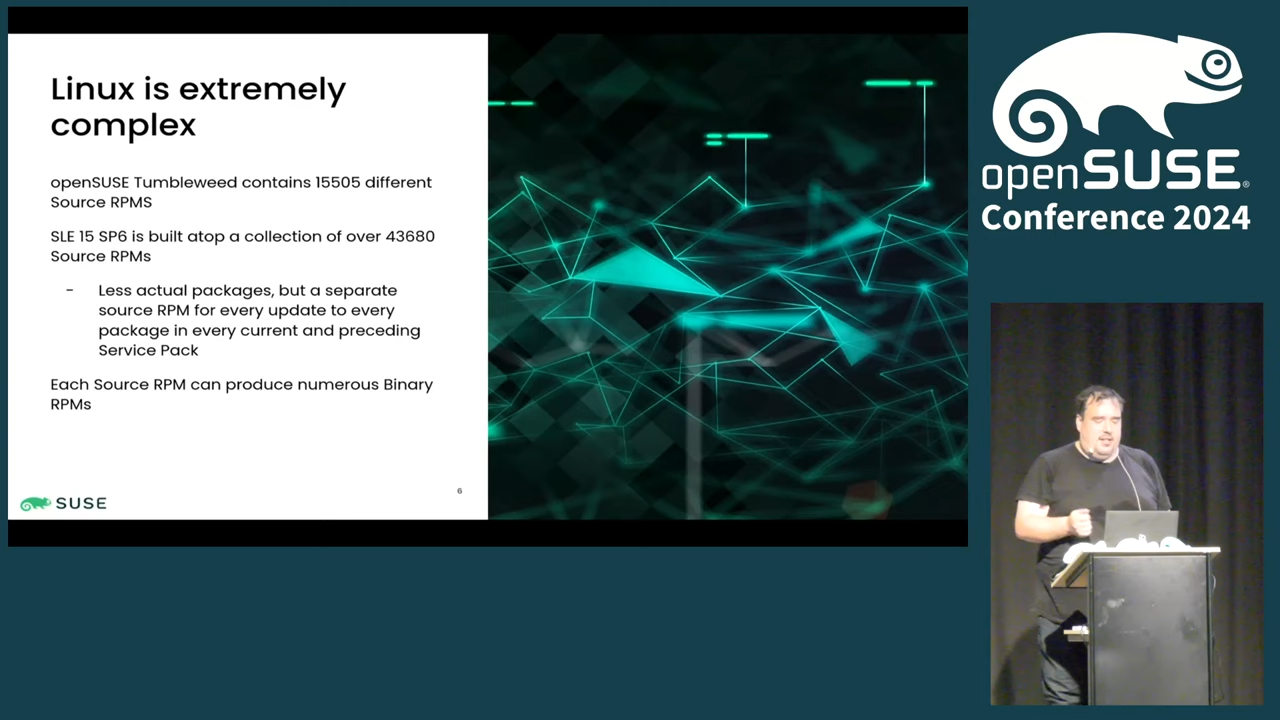 Linux is extremely
complex
openSUSE Tumbleweed contains 15505 different
Source RPMS
SLE 15 SP6 is built atop a collection of over 43680
Source RPMs
- Less actual packages, but a separate
source RPM for every update to every
package in every current and preceding
Service Pack
Each Source RPM can produce numerous Binary
RPMs
6
SUSE
openSUSE®
Conference 2024